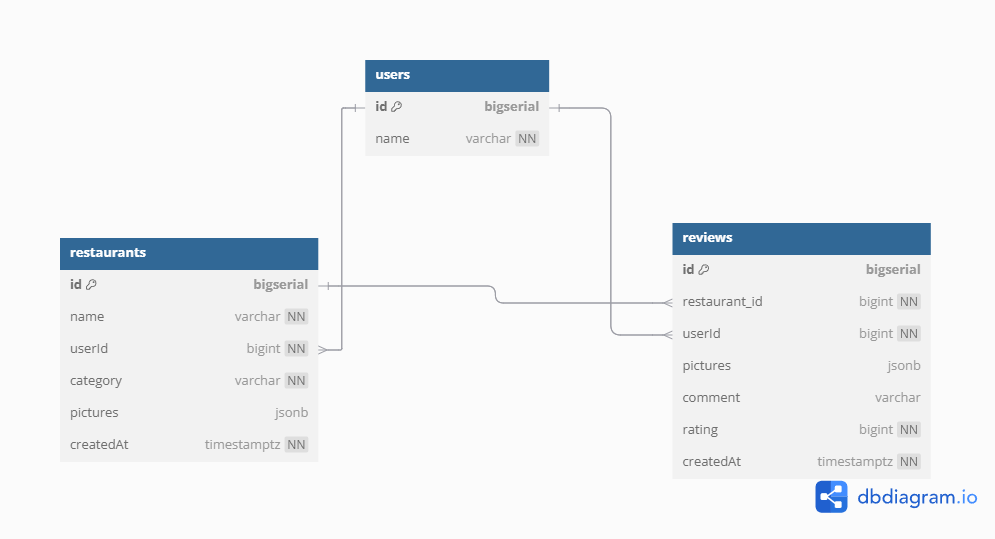 users
id bigserial
name varchar NN
restaurants
id bigserial
name varchar NN
userId bigint NN
category varchar NN
pictures jsonb
createdAt timestamptz NN
reviews
id bigserial
restaurant_id bigint NN
userId bigint NN
pictures jsonb
comment varchar
rating bigint NN
createdAt timestamptz NN
dbdiagram.io